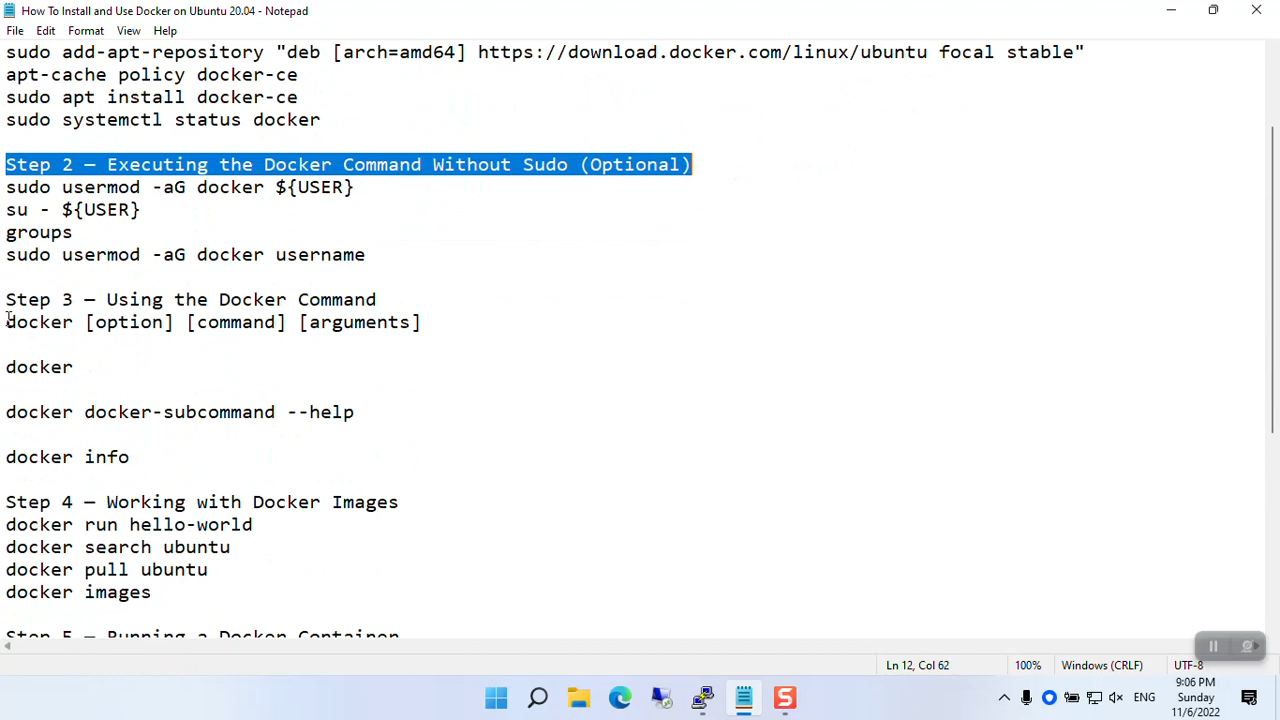 How To Install and Use Docker on Ubuntu 20.04 - Notepad
File Edit Format View Help
sudo add-apt-repository "deb [arch=amd64] https://download.docker.com/linux/ubuntu focal stable"
apt-cache policy docker-ce
sudo apt install docker-ce
sudo systemctl status docker
Step 2 — Executing the Docker Command Without Sudo (Optional)
sudo usermod -aG docker ${USER}
su - ${USER}
groups
sudo usermod -aG docker username
Step 3 — Using the Docker Command
docker [option] [command] [arguments]
docker
docker docker-subcommand --help
docker info
Step 4 — Working with Docker Images
docker run hello-world
docker search ubuntu
docker pull ubuntu
docker images
Step 5 — Running a Docker Container
Ln 12, Col 62 100% Windows (CRLF) UTF-8
ENG
9:06 PM
Sunday
11/6/2022